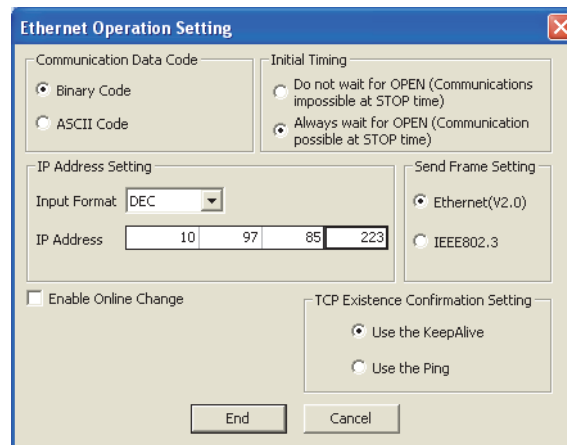 Ethernet Operation Setting
Communication Data Code
Binary Code
ASCII Code
Initial Timing
Do not wait for OPEN (Communications
impossible at STOP time)
Always wait for OPEN (Communication
possible at STOP time)
IP Address Setting
Input Format DEC
IP Address 10 97 85 223
Send Frame Setting
Ethernet(V2.0)
IEEE802.3
Enable Online Change
TCP Existence Confirmation Setting
Use the KeepAlive
Use the Ping
End Cancel